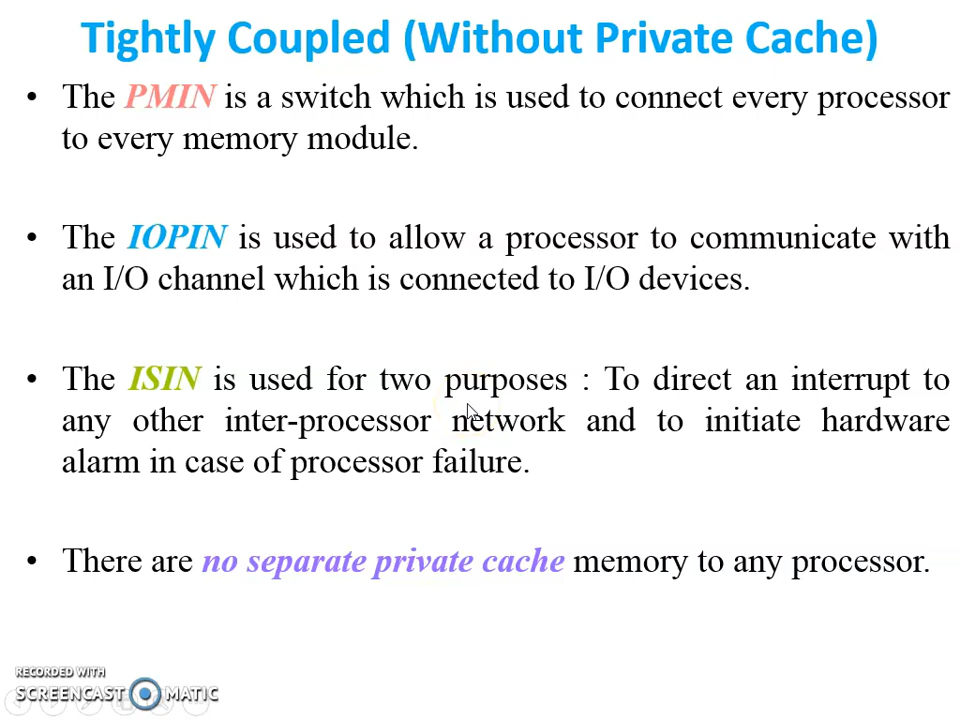 Tightly Coupled (Without Private Cache)
• The PMIN is a switch which is used to connect every processor
to every memory module.
• The IOPIN is used to allow a processor to communicate with
an I/O channel which is connected to I/O devices.
• The ISIN is used for two purposes : To direct an interrupt to
any other inter-processor network and to initiate hardware
alarm in case of processor failure.
• There are no separate private cache memory to any processor.
RECORDED WITH
SCREENCAST MATIC